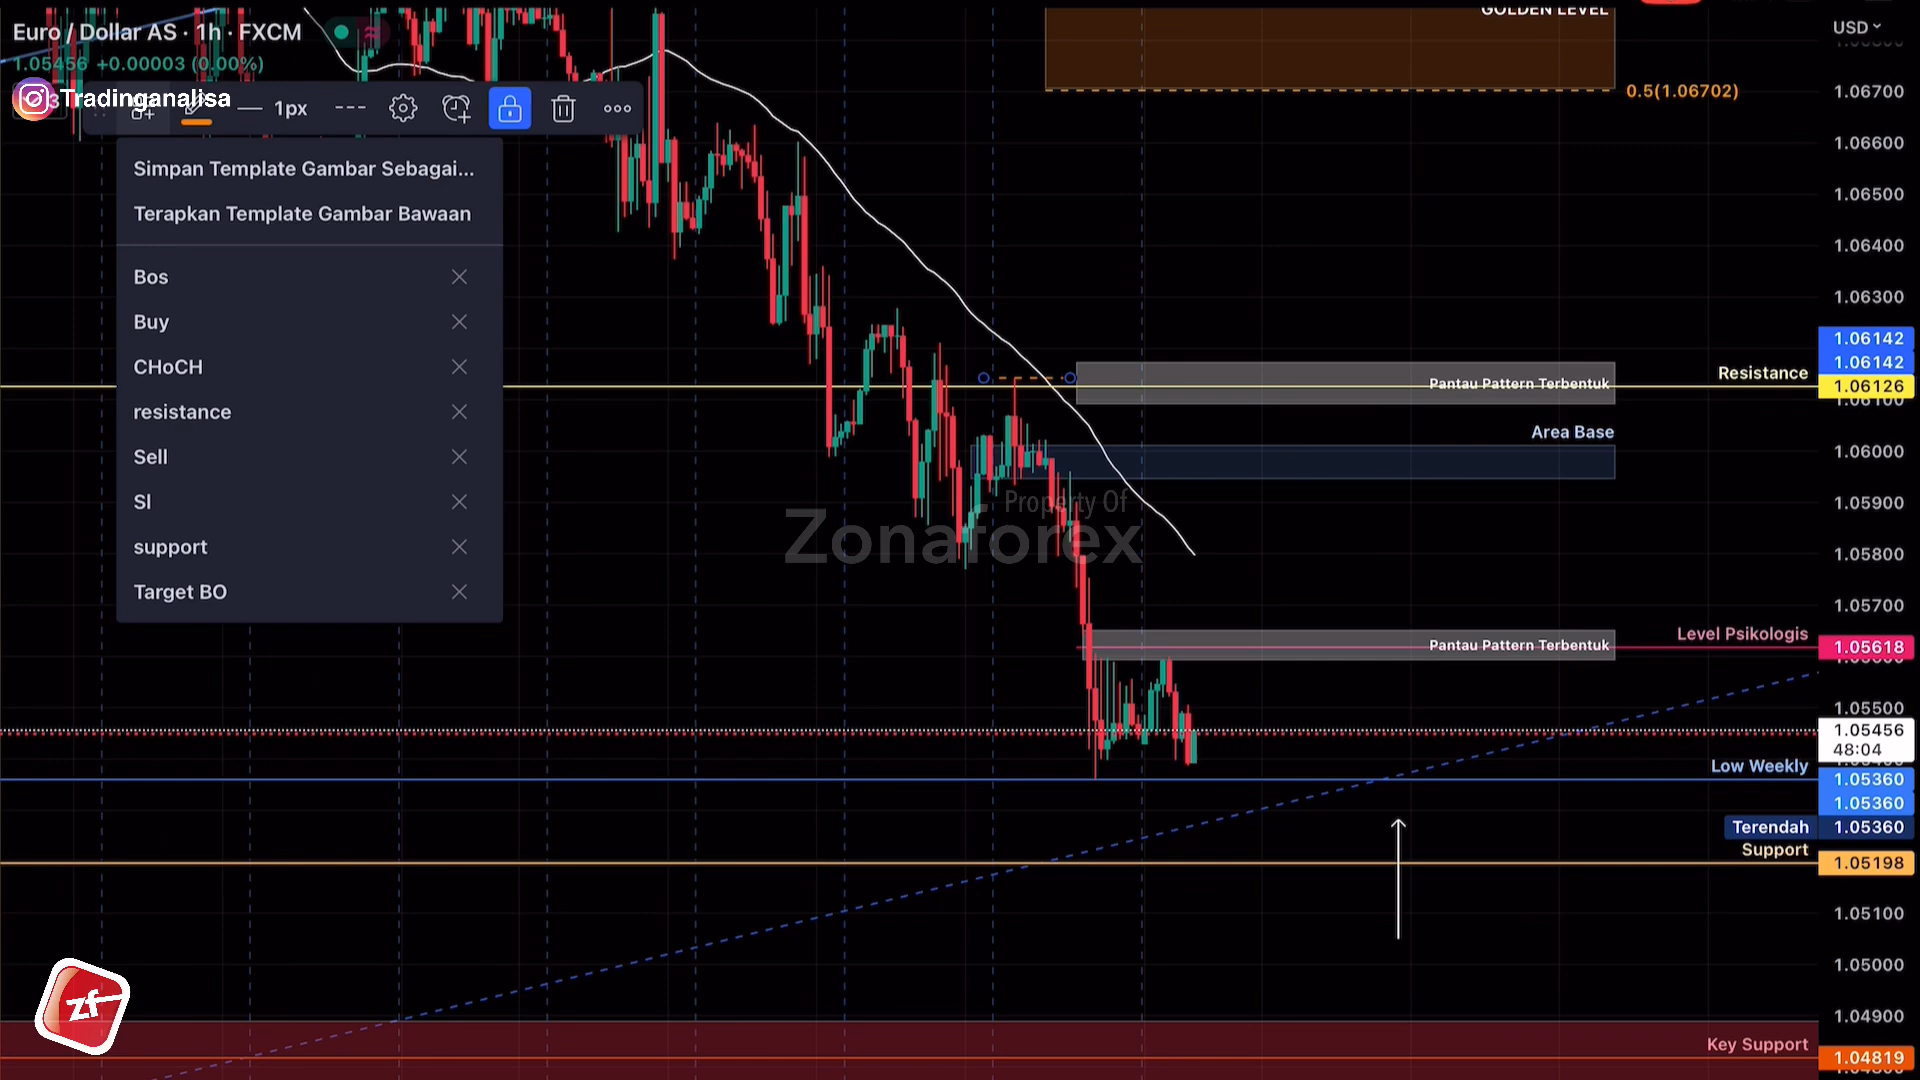 GOLDEN LEVEL
Euro / Dollar AS · 1h · FXCM
USD
1.05456 +0.00003 (0.00%)
Tradinganalisa
1px
0.5(1.06702)
1.06700
1.06600
Simpan Template Gambar Sebagai...
1.06500
Terapkan Template Gambar Bawaan
1.06400
Bos
1.06300
Buy
1.06142
CHoCH
1.06142
Resistance
Pantau Pattern Terbentuk
1.06126
resistance
Area Base
Sell
1.06000
SI
Property Of
1.05900
Zonaforex
support
1.05800
Target BO
1.05700
Level Psikologis
Pantau Pattern Terbentuk
1.05618
1.05500
1.05456
48:04
Low Weekly
1.05360
1.05360
Terendah
1.05360
Support
1.05198
1.05100
1.05000
zf
1.04900
Key Support
1.04819